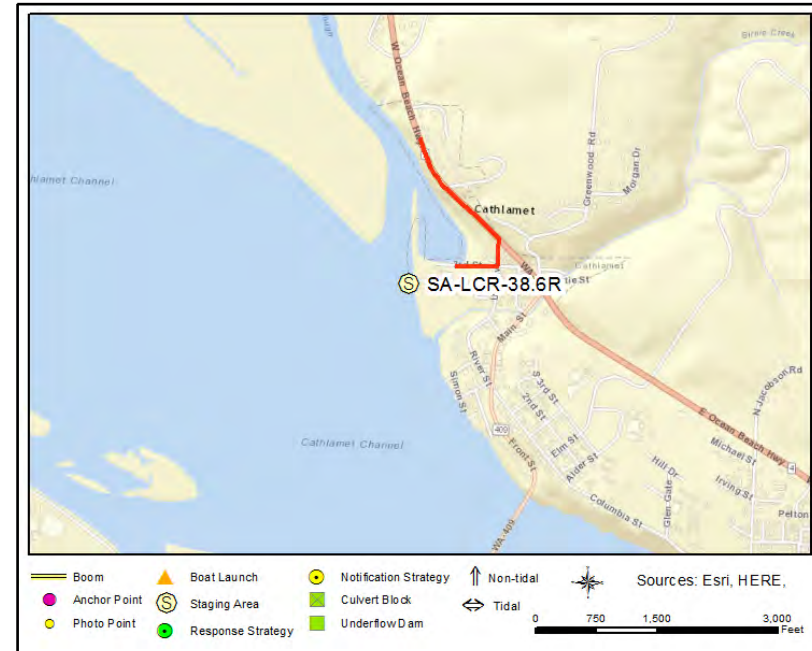 Birnie Creek
W Ocean Beach Hwy
Greenwood Rd
Morgan Dr
Cathlamet Channel
Cathlamet
3rd St
Cathlamet
SA-LCR-38.6R
Main St
River St
Simon St
S 3rd St
2nd St
Elm St
Alder St
409
Front St
Columbia St
WA-409
E Ocean Beach Hwy
N Jacobson Rd
Michael St
4
Irving St
Hill Dr
Glen Gate
Pelton
Cathlamet Channel
Boom
Boat Launch
Notification Strategy
Non-tidal
Sources: Esri, HERE,
Anchor Point
S
Staging Area
Culvert Block
Tidal
Photo Point
Response Strategy
Underflow Dam
0 750 1,500 3,000
Feet